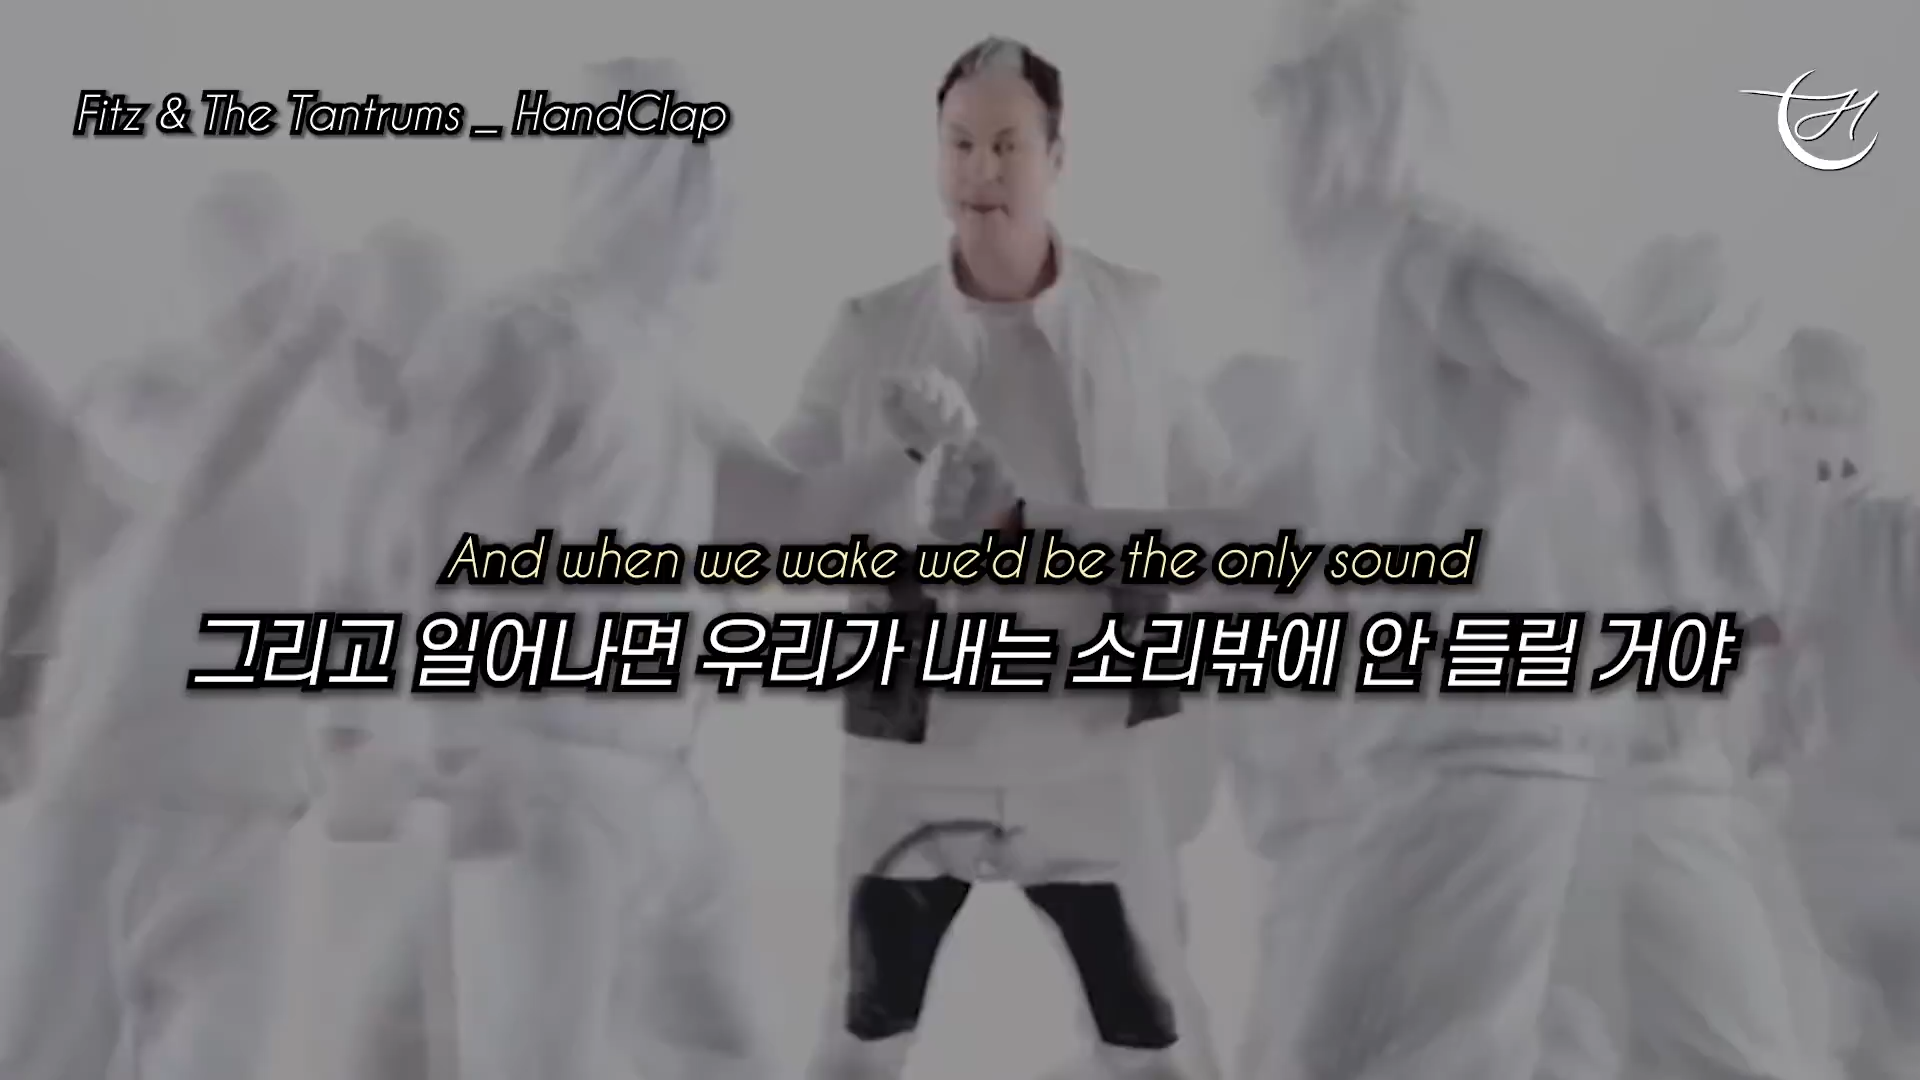 Fitz & The Tantrums _ HandClap
And when we wake we'd be the only sound
그리고 일어나면 우리가 내는 소리밖에 안 들릴 거야